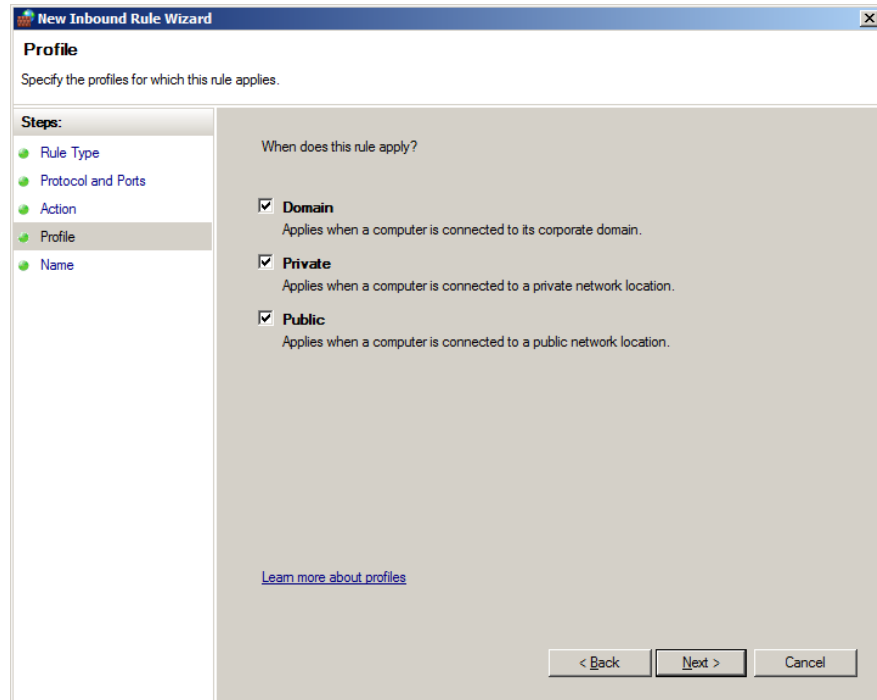 New Inbound Rule Wizard
Profile
Specify the profiles for which this rule applies.
Steps:
Rule Type
Protocol and Ports
Action
Profile
Name
When does this rule apply?
Domain
Applies when a computer is connected to its corporate domain.
Private
Applies when a computer is connected to a private network location.
Public
Applies when a computer is connected to a public network location.
Learn more about profiles
< Back
Next >
Cancel